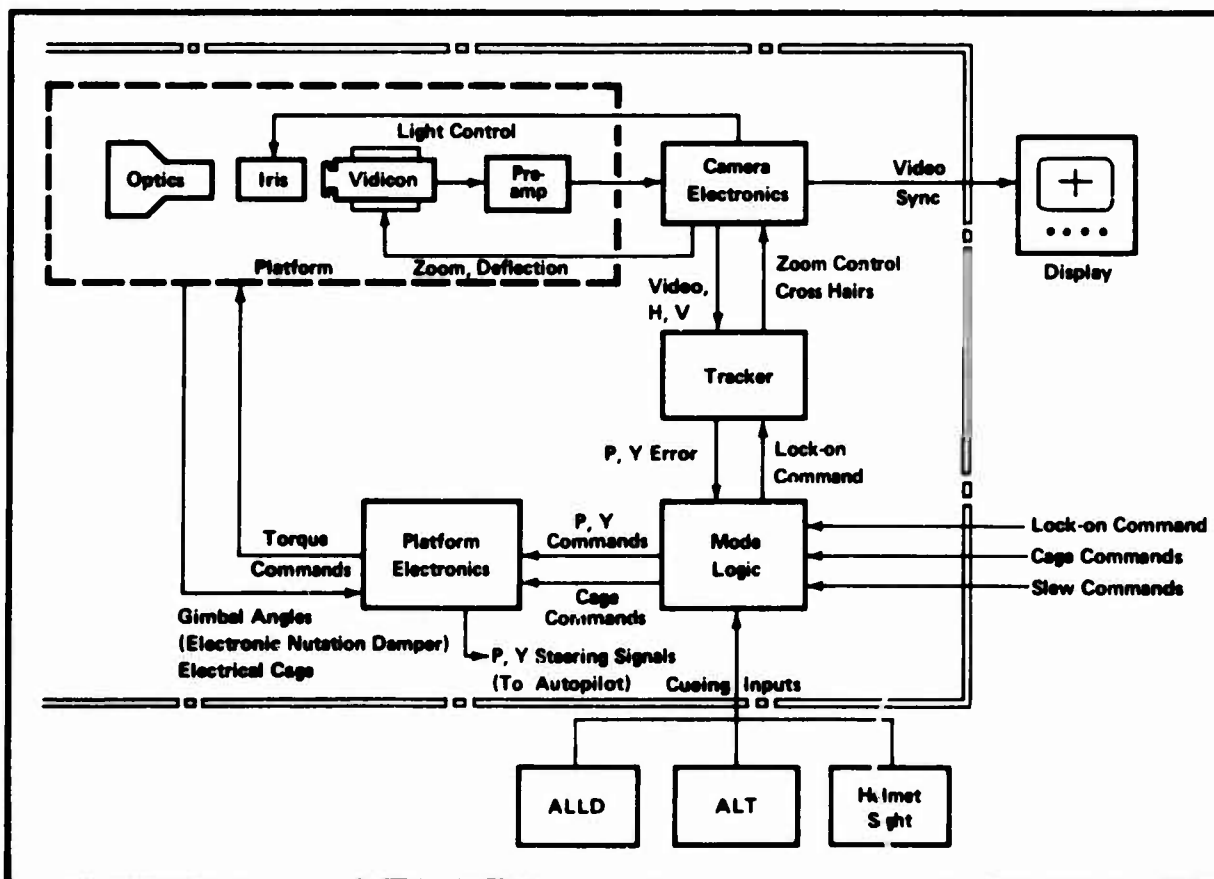 Light Control
Optics
Iris
Vidicon
Pre-
amp
Camera
Electronics
Video
Sync
Display
Platform
Zoom, Deflection
Video,
H, V
Zoom Control
Cross Hairs
Tracker
P, Y Error
Lock-on
Command
Torque
Commands
Platform
Electronics
P, Y
Commands
Cage
Commands
Mode
Logic
Lock-on Command
Cage Commands
Slew Commands
Gimbal Angles
(Electronic Nutation Damper)
Electrical Cage
P, Y Steering Signals
(To Autopilot)
Cueing Inputs
ALLD
ALT
Helmet
Sight